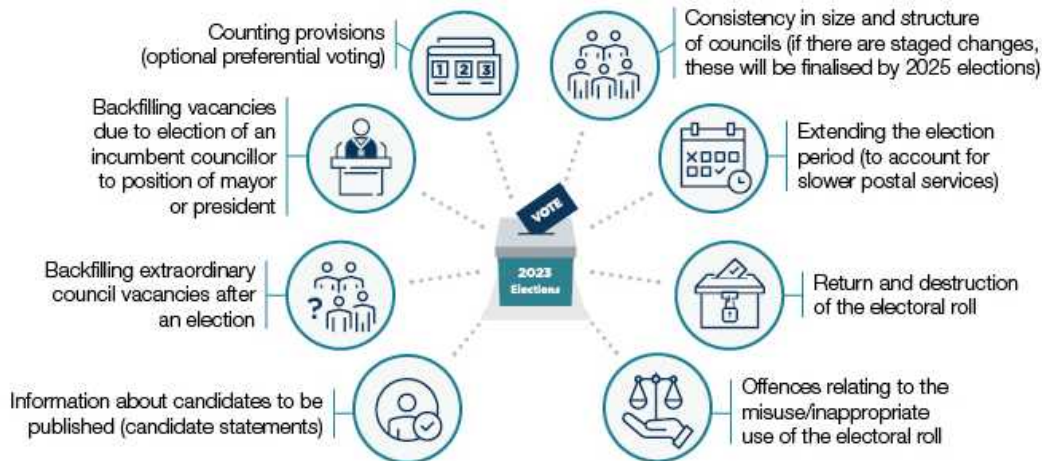 Counting provisions
(optional preferential voting)
1 2 3
Consistency in size and structure
of councils (if there are staged changes,
these will be finalised by 2025 elections)
Backfilling vacancies
due to election of an
incumbent councillor
to position of mayor
or president
Extending the election
period (to account for
slower postal services)
VOTE
2023
Elections
Backfilling extraordinary
council vacancies after
an election
?
Return and destruction
of the electoral roll
Information about candidates to be
published (candidate statements)
Offences relating to the
misuse/inappropriate
use of the electoral roll